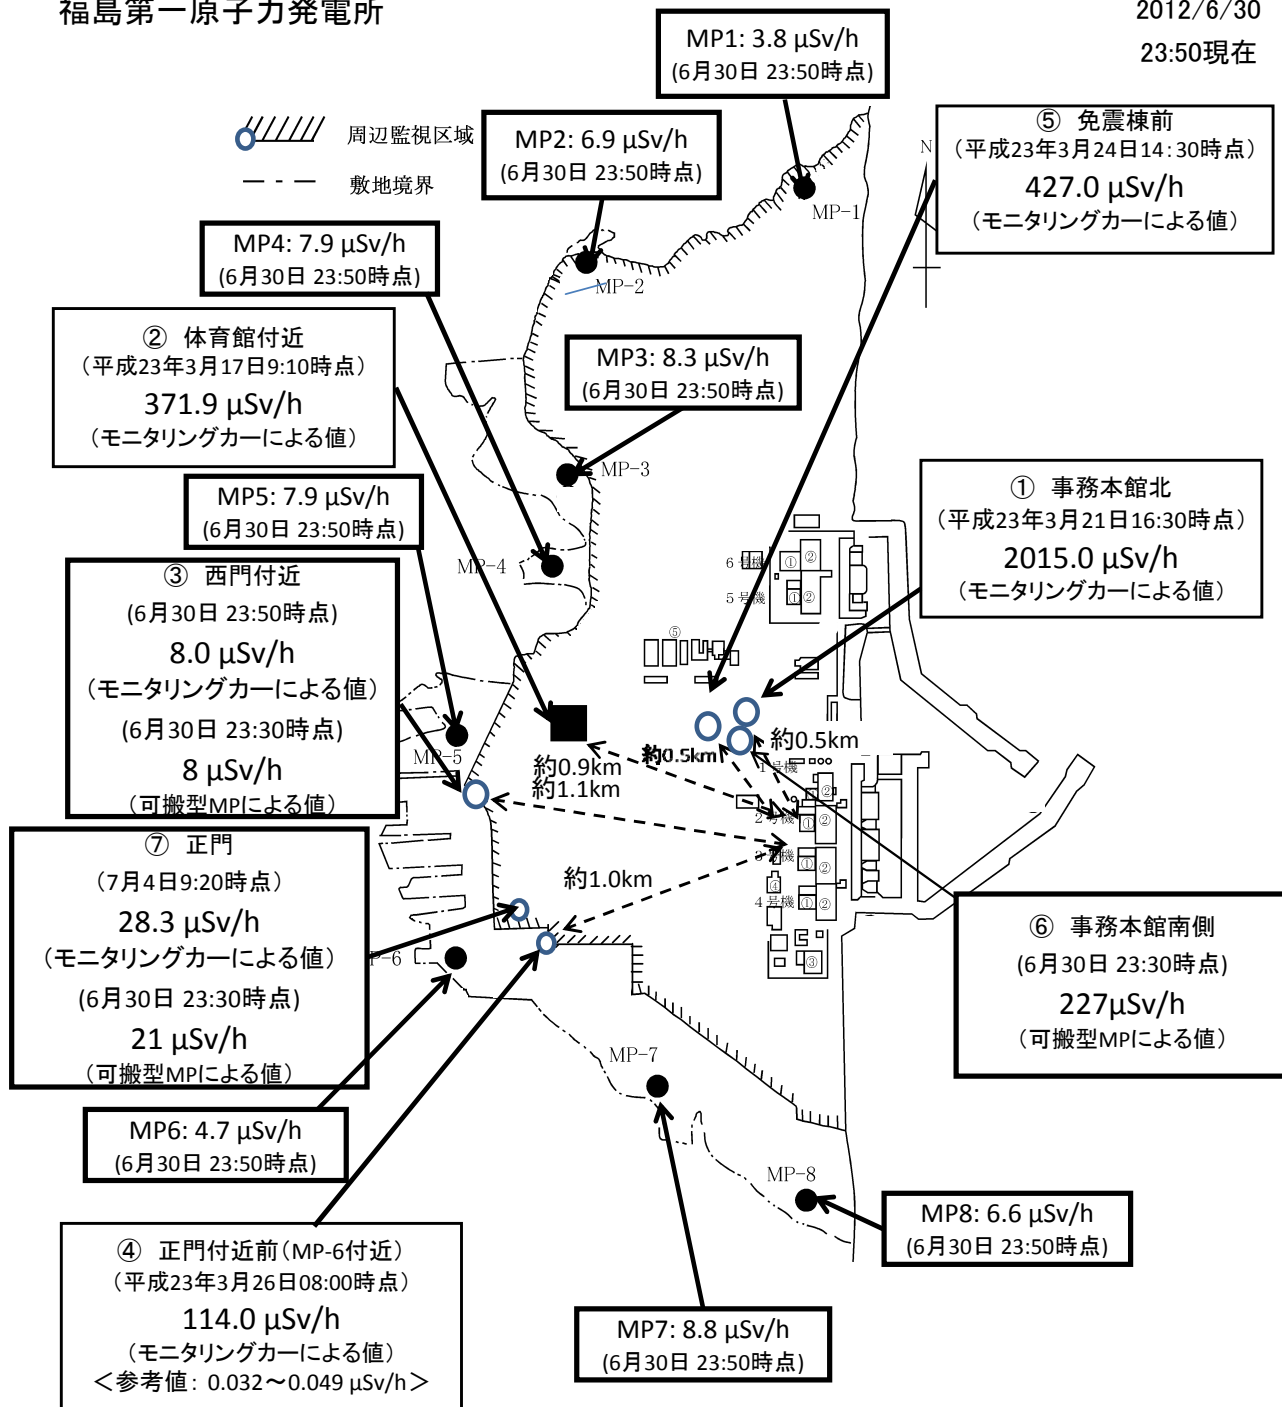 福島第一原子力発電所
2012/6/30
23:50現在
周辺監視区域
敷地境界
MP1: 3.8 μSv/h
(6月30日 23:50時点)
MP2: 6.9 μSv/h
(6月30日 23:50時点)
⑤ 免震棟前
（平成23年3月24日14:30時点）
427.0 μSv/h
（モニタリングカーによる値）
N
MP-1
MP4: 7.9 μSv/h
(6月30日 23:50時点)
MP-2
② 体育館付近
（平成23年3月17日9:10時点）
371.9 μSv/h
（モニタリングカーによる値）
MP3: 8.3 μSv/h
(6月30日 23:50時点)
MP-3
MP5: 7.9 μSv/h
(6月30日 23:50時点)
① 事務本館北
（平成23年3月21日16:30時点）
2015.0 μSv/h
（モニタリングカーによる値）
MP-4
③ 西門付近
(6月30日 23:50時点)
8.0 μSv/h
（モニタリングカーによる値）
(6月30日 23:30時点)
8 μSv/h
（可搬型MPによる値）
6号機
① ②
5号機
① ②
⑤
MP-5
約0.9km
約1.1km
約0.5km
約0.5km
1号機
②
2号機
① ②
3号機
① ②
④
4号機
① ②
③
約1.0km
⑦ 正門
(7月4日9:20時点)
28.3 μSv/h
（モニタリングカーによる値）
(6月30日 23:30時点)
21 μSv/h
（可搬型MPによる値）
P-6
⑥ 事務本館南側
(6月30日 23:30時点)
227μSv/h
（可搬型MPによる値）
MP-7
MP6: 4.7 μSv/h
(6月30日 23:50時点)
MP-8
MP8: 6.6 μSv/h
(6月30日 23:50時点)
④ 正門付近前（MP-6付近）
（平成23年3月26日08:00時点）
114.0 μSv/h
（モニタリングカーによる値）
＜参考値: 0.032～0.049 μSv/h＞
MP7: 8.8 μSv/h
(6月30日 23:50時点)